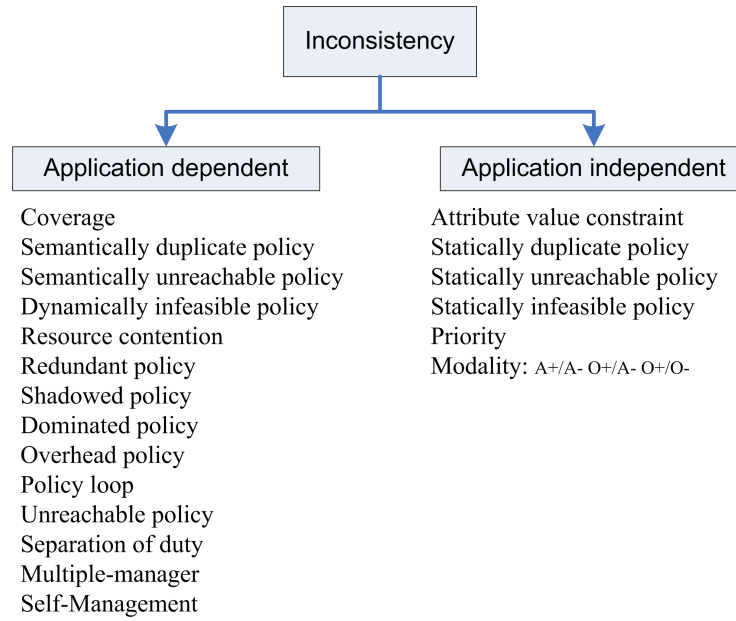 Inconsistency
Application dependent
Coverage
Semantically duplicate policy
Semantically unreachable policy
Dynamically infeasible policy
Resource contention
Redundant policy
Shadowed policy
Dominated policy
Overhead policy
Policy loop
Unreachable policy
Separation of duty
Multiple-manager
Self-Management
Application independent
Attribute value constraint
Statically duplicate policy
Statically unreachable policy
Statically infeasible policy
Priority
Modality: A+/A- O+/A- O+/O-